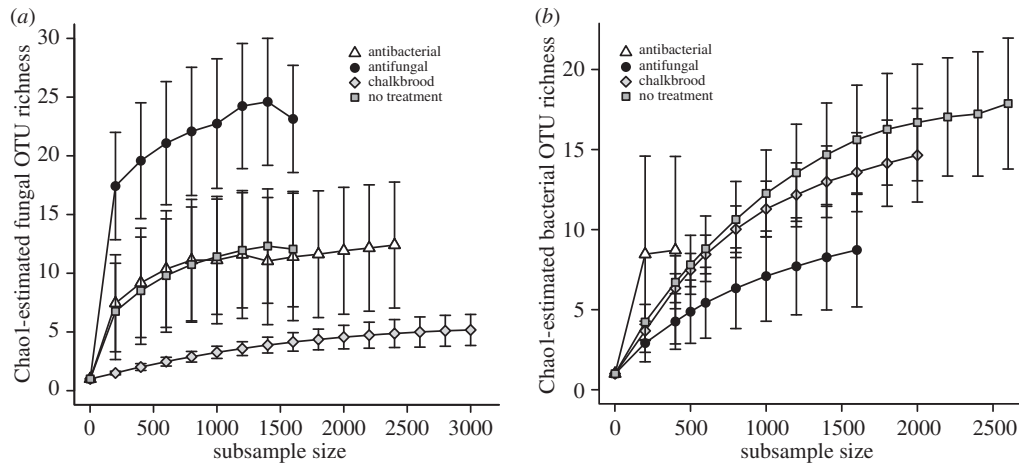 (a)
Chao1-estimated fungal OTU richness
30
25
20
15
10
5
0
antibacterial
antifungal
chalkbrood
no treatment
0 500 1000 1500 2000 2500 3000
subsample size
(b)
Chao1-estimated bacterial OTU richness
20
15
10
5
0
antibacterial
antifungal
chalkbrood
no treatment
0 500 1000 1500 2000 2500
subsample size